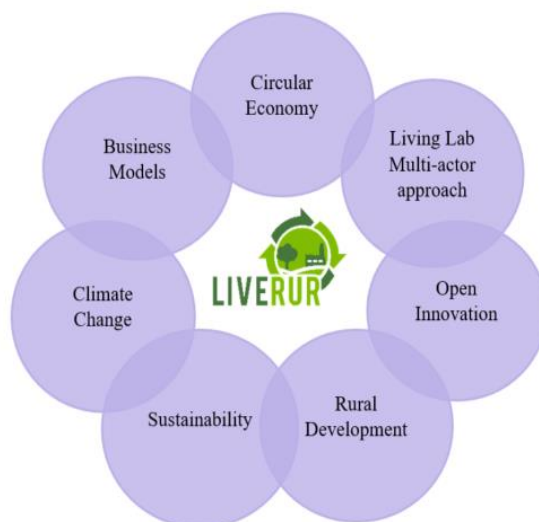 Circular
Economy
Living Lab
Multi-actor
approach
Open
Innovation
Rural
Development
Sustainability
Climate
Change
Business
Models
LIVERUR